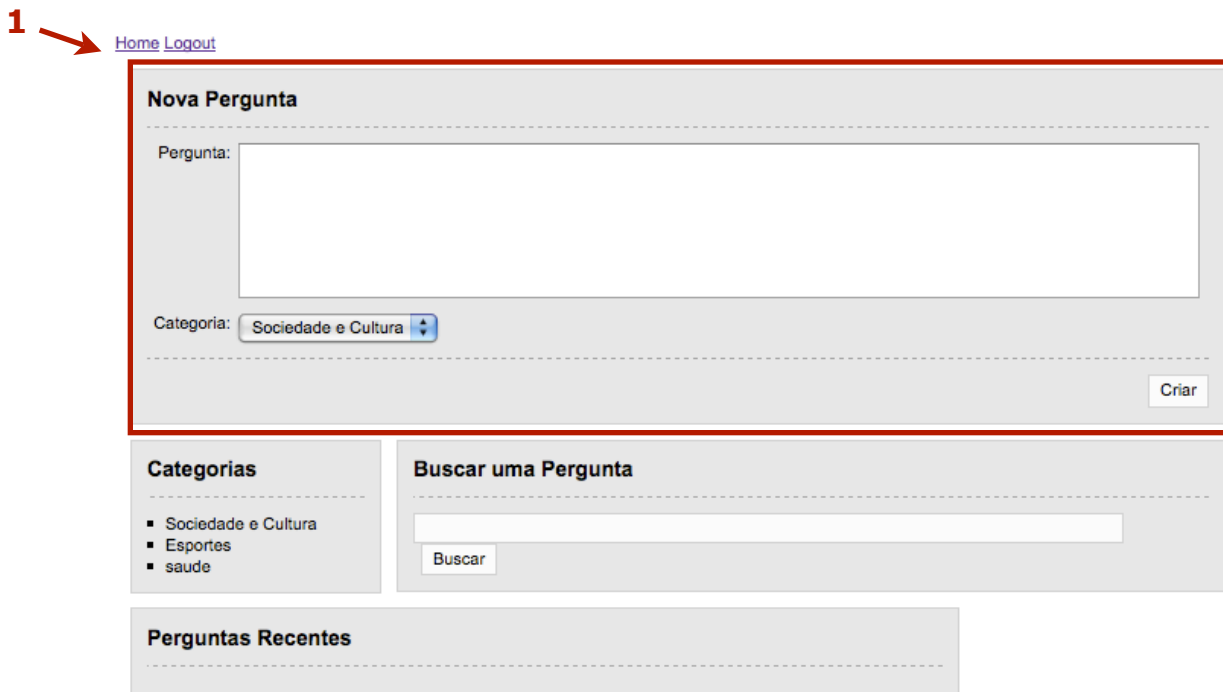 1
Home Logout
Nova Pergunta
Pergunta:
Categoria: Sociedade e Cultura
Criar
Categorias
Sociedade e Cultura
Esportes
saude
Buscar uma Pergunta
Buscar
Perguntas Recentes